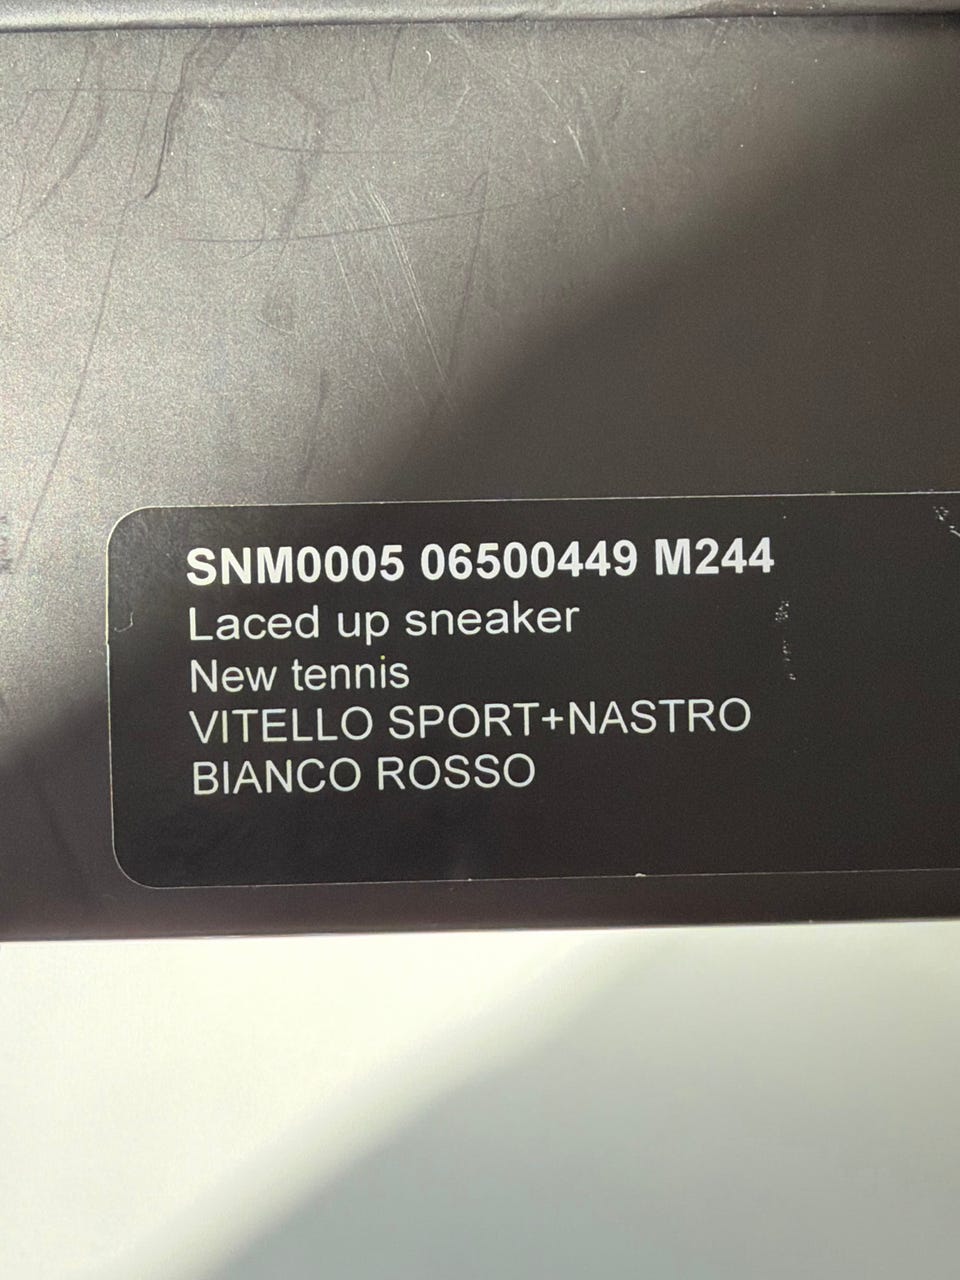 SNM0005 06500449 M244
Laced up sneaker
New tennis
VITELLO SPORT+NASTRO
BIANCO ROSSO